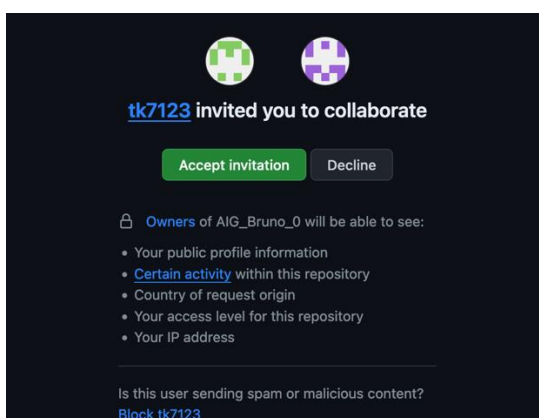 tk7123 invited you to collaborate
Accept invitation
Decline
Owners of AIG_Bruno_0 will be able to see:
• Your public profile information
• Certain activity within this repository
• Country of request origin
• Your access level for this repository
• Your IP address
Is this user sending spam or malicious content?
Block tk7123